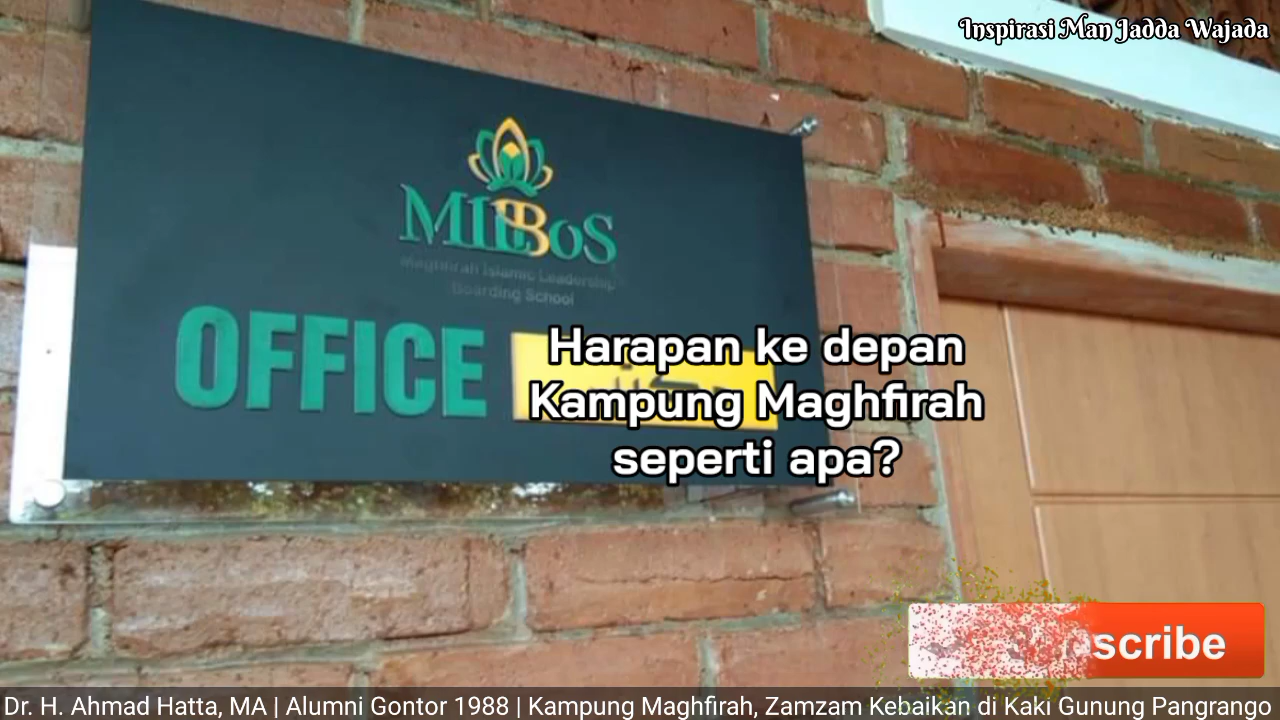 Inspirasi Man Jadda Wajada
MILBoS
Maghfirah Islamic Leadership
Boarding School
OFFICE
Harapan ke depan
Kampung Maghfirah
seperti apa?
scribe
Dr. H. Ahmad Hatta, MA | Alumni Gontor 1988 | Kampung Maghfirah, Zamzam Kebaikan di Kaki Gunung Pangrango